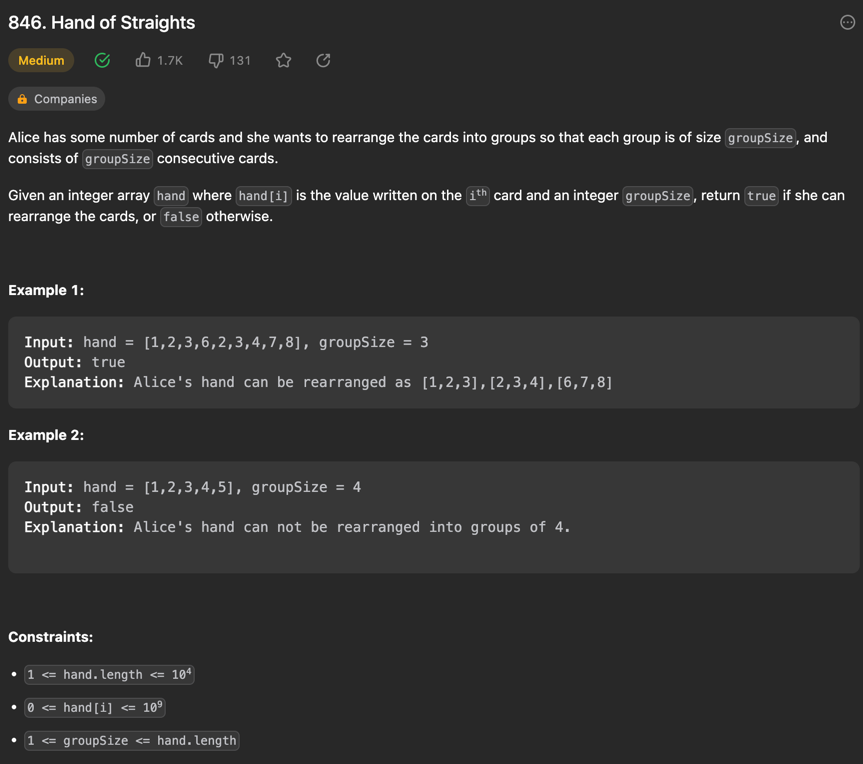 846. Hand of Straights
Medium 1.7K 131
Companies
Alice has some number of cards and she wants to rearrange the cards into groups so that each group is of size groupSize, and
consists of groupSize consecutive cards.
Given an integer array hand where hand[i] is the value written on the iᵗʰ card and an integer groupSize, return true if she can
rearrange the cards, or false otherwise.
Example 1:
Input: hand = [1,2,3,6,2,3,4,7,8], groupSize = 3
Output: true
Explanation: Alice's hand can be rearranged as [1,2,3],[2,3,4],[6,7,8]
Example 2:
Input: hand = [1,2,3,4,5], groupSize = 4
Output: false
Explanation: Alice's hand can not be rearranged into groups of 4.
Constraints:
• 1 <= hand.length <= 10⁴
• 0 <= hand[i] <= 10⁹
• 1 <= groupSize <= hand.length